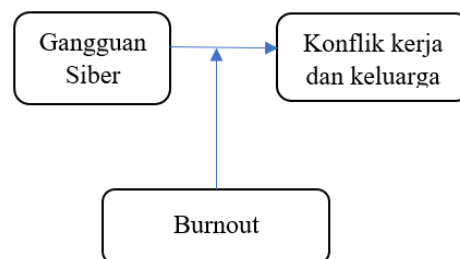 Gangguan
Siber
Konflik kerja
dan keluarga
Burnout